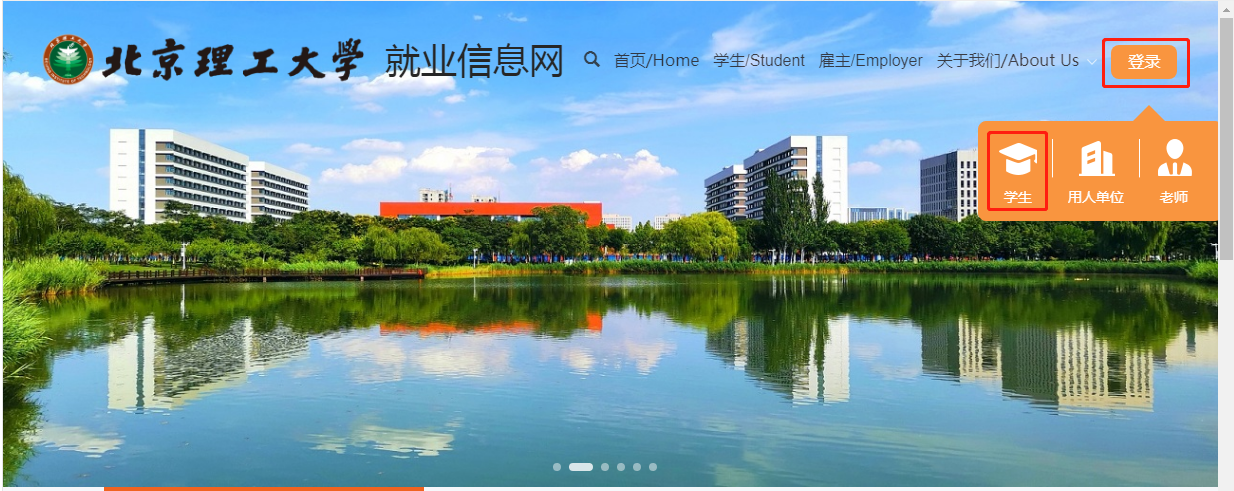 北京理工大學 就业信息网 首页/Home 学生/Student 雇主/Employer 关于我们/About Us 登录
学生 用人单位 老师